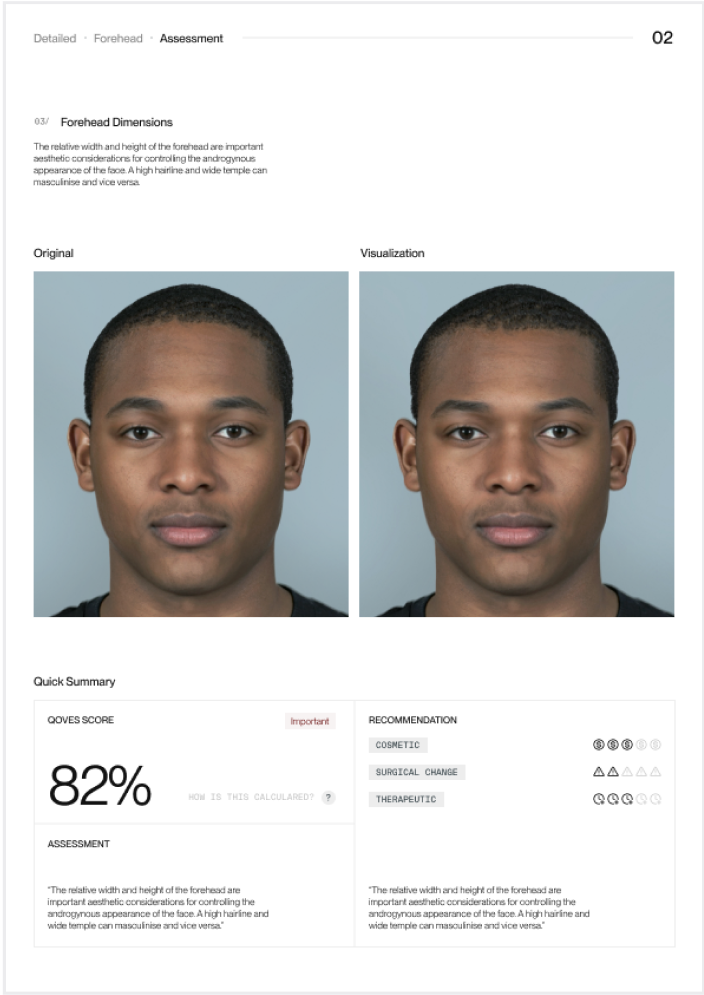 Detailed · Forehead · Assessment 02
03/ Forehead Dimensions
The relative width and height of the forehead are important
aesthetic considerations for controlling the androgynous
appearance of the face. A high hairline and wide temple can
masculinise and vice versa.
Original
Visualization
Quick Summary
QOVES SCORE
Important
82%
HOW IS THIS CALCULARED? ?
ASSESSMENT
"The relative width and height of the forehead are
important aesthetic considerations for controlling the
androgynous appearance of the face. A high hairline and
wide temple can masculinise and vice versa."
RECOMMENDATION
COSMETIC
SURGICAL CHANGE
THERAPEUTIC
"The relative width and height of the forehead are
important aesthetic considerations for controlling the
androgynous appearance of the face. A high hairline and
wide temple can masculinise and vice versa."